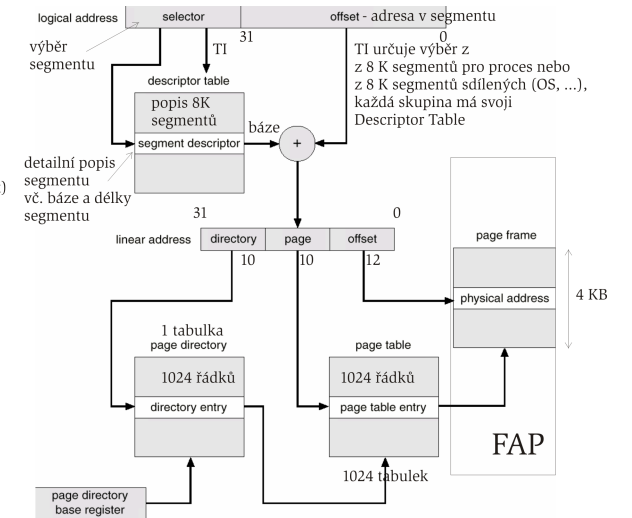 logical address
selector
offset - adresa v segmentu
31
0
výběr
segmentu
TI
TI určuje výběr z
z 8 K segmentů pro proces nebo
z 8 K segmentů sdílených (OS, ...),
každá skupina má svoji
Descriptor Table
descriptor table
popis 8K
segmentů
segment descriptor
báze
+
detailní popis
segmentu
vč. báze a délky
segmentu
)
31
0
linear address
directory
page
offset
10
10
12
page frame
physical address
4 KB
1 tabulka
page directory
1024 řádků
directory entry
page table
1024 řádků
page table entry
1024 tabulek
FAP
page directory
base register